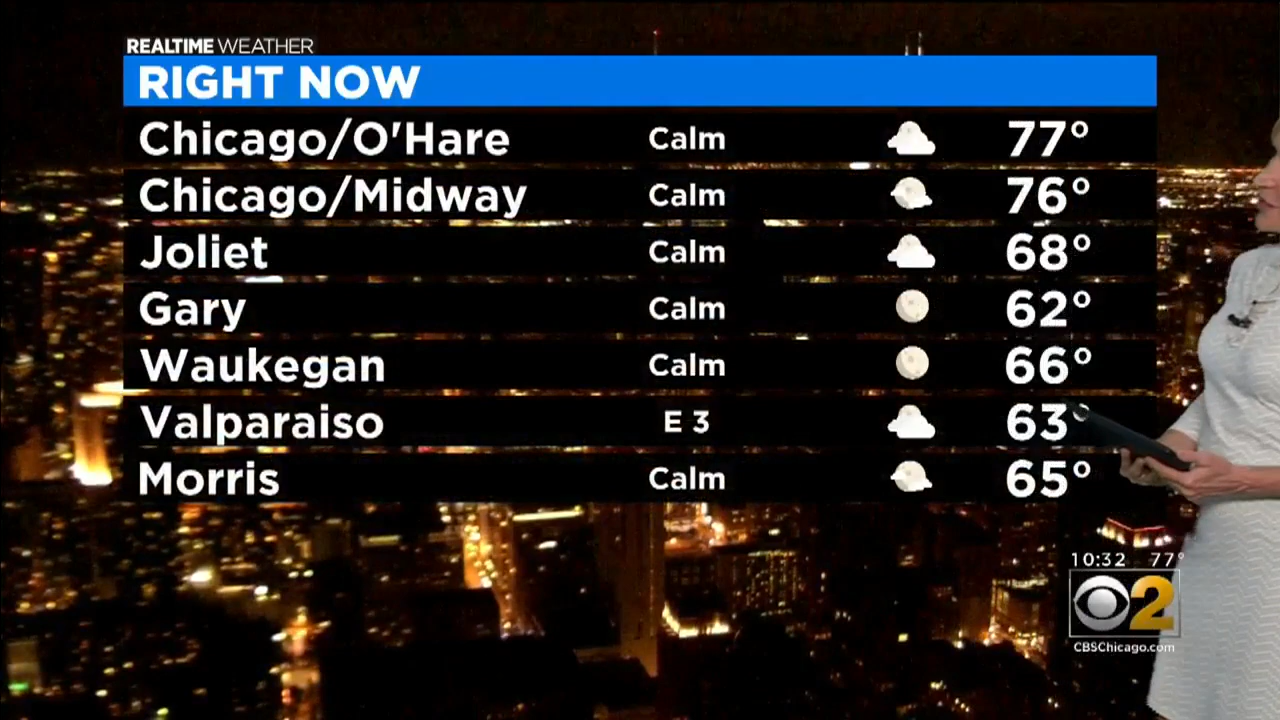 REALTIME WEATHER
RIGHT NOW
Chicago/O'Hare Calm 77°
Chicago/Midway Calm 76°
Joliet Calm 68°
Gary Calm 62°
Waukegan Calm 66°
Valparaiso E 3 63°
Morris Calm 65°
10:32 77°
2
CBSChicago.com